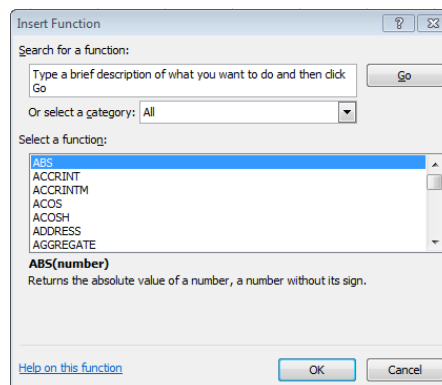 Insert Function
Search for a function:
Type a brief description of what you want to do and then click
Go
Go
Or select a category: All
Select a function:
ABS
ACCRINT
ACCRINTM
ACOS
ACOSH
ADDRESS
AGGREGATE
ABS(number)
Returns the absolute value of a number, a number without its sign.
Help on this function
OK Cancel